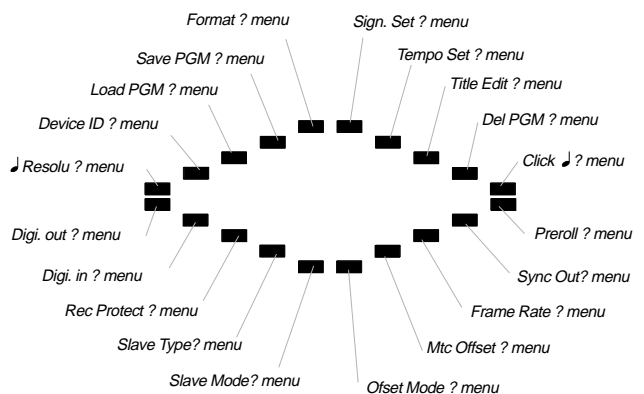 Format ? menu
Sign. Set ? menu
Save PGM ? menu
Tempo Set ? menu
Load PGM ? menu
Title Edit ? menu
Device ID ? menu
Del PGM ? menu
♩ Resolu ? menu
Click ♩ ? menu
Digi. out ? menu
Preroll ? menu
Digi. in ? menu
Sync Out? menu
Rec Protect ? menu
Frame Rate ? menu
Slave Type? menu
Mtc Offset ? menu
Slave Mode? menu
Ofset Mode ? menu